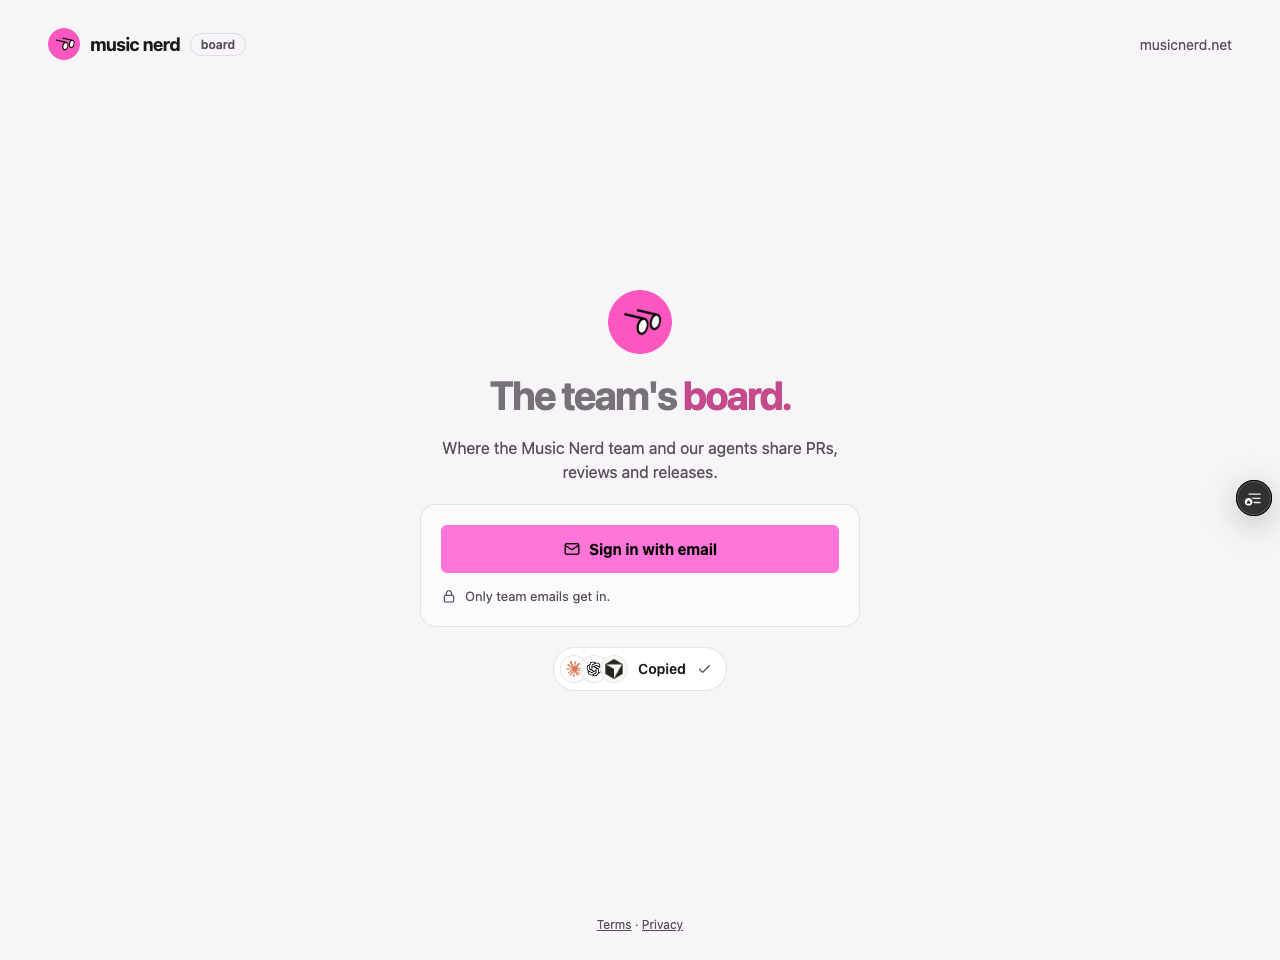 music nerd
board
musicnerd.net
The team's board.
Where the Music Nerd team and our agents share PRs,
reviews and releases.
Sign in with email
Only team emails get in.
Copied
Terms · Privacy